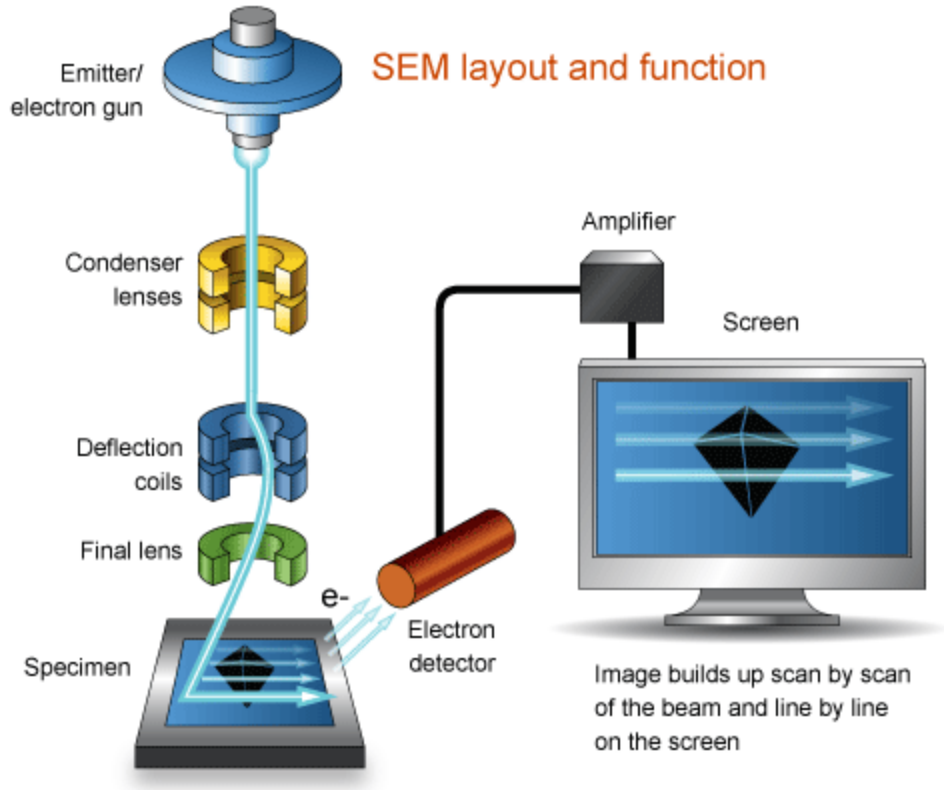 SEM layout and function
Emitter/
electron gun
Condenser
lenses
Amplifier
Screen
Deflection
coils
Final lens
e-
Electron
detector
Specimen
Image builds up scan by scan
of the beam and line by line
on the screen